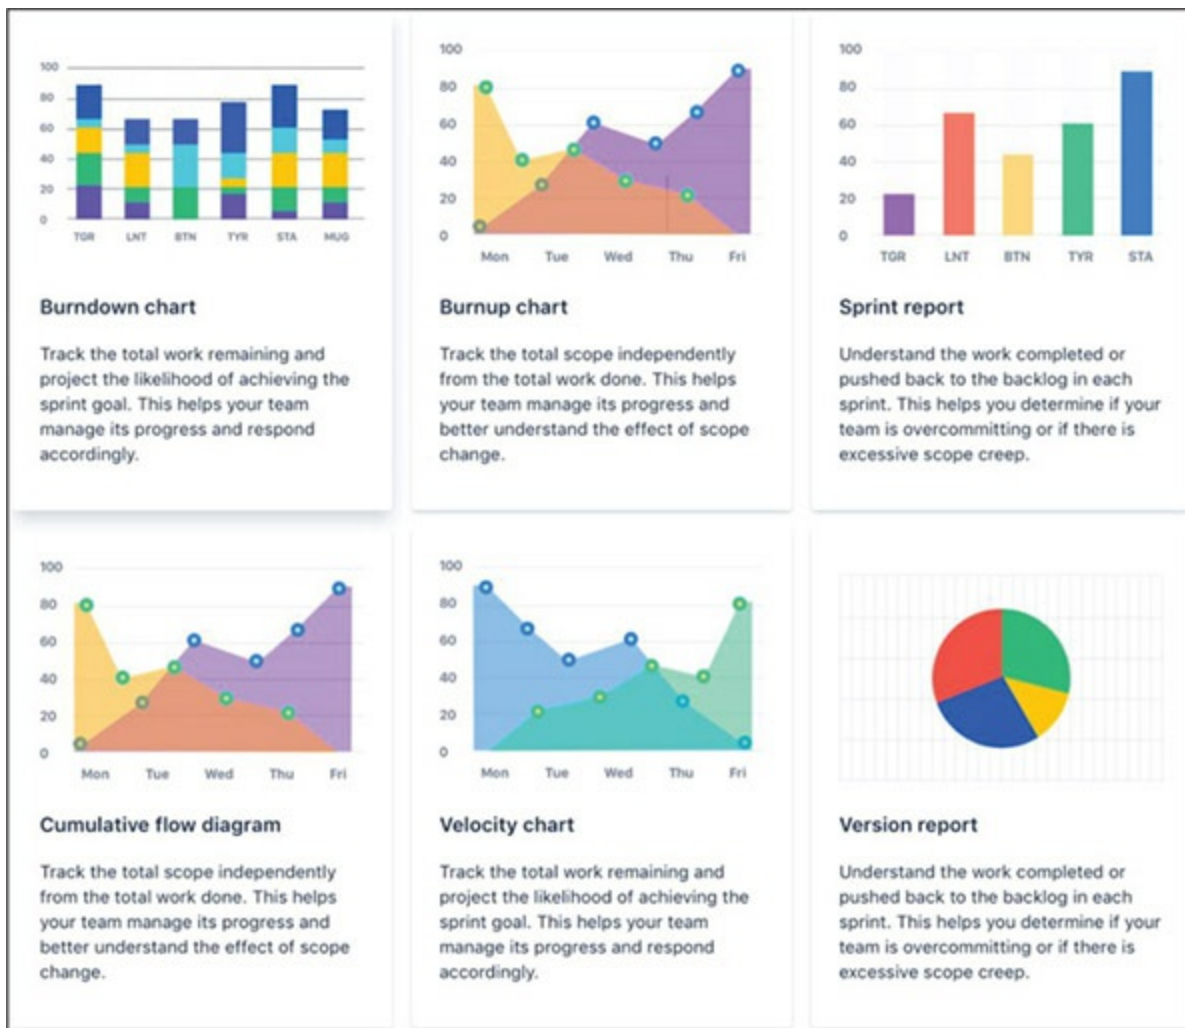 100
80
60
40
20
0
TGR LNT BTN TYR STA MUG
Burndown chart
Track the total work remaining and
project the likelihood of achieving the
sprint goal. This helps your team
manage its progress and respond
accordingly.
100
80
60
40
20
0
Mon Tue Wed Thu Fri
Burnup chart
Track the total scope independently
from the total work done. This helps
your team manage its progress and
better understand the effect of scope
change.
100
80
60
40
20
0
TGR LNT BTN TYR STA
Sprint report
Understand the work completed or
pushed back to the backlog in each
sprint. This helps you determine if your
team is overcommitting or if there is
excessive scope creep.
100
80
60
40
20
0
Mon Tue Wed Thu Fri
Cumulative flow diagram
Track the total scope independently
from the total work done. This helps
your team manage its progress and
better understand the effect of scope
change.
100
80
60
40
20
0
Mon Tue Wed Thu Fri
Velocity chart
Track the total work remaining and
project the likelihood of achieving the
sprint goal. This helps your team
manage its progress and respond
accordingly.
Version report
Understand the work completed or
pushed back to the backlog in each
sprint. This helps you determine if your
team is overcommitting or if there is
excessive scope creep.